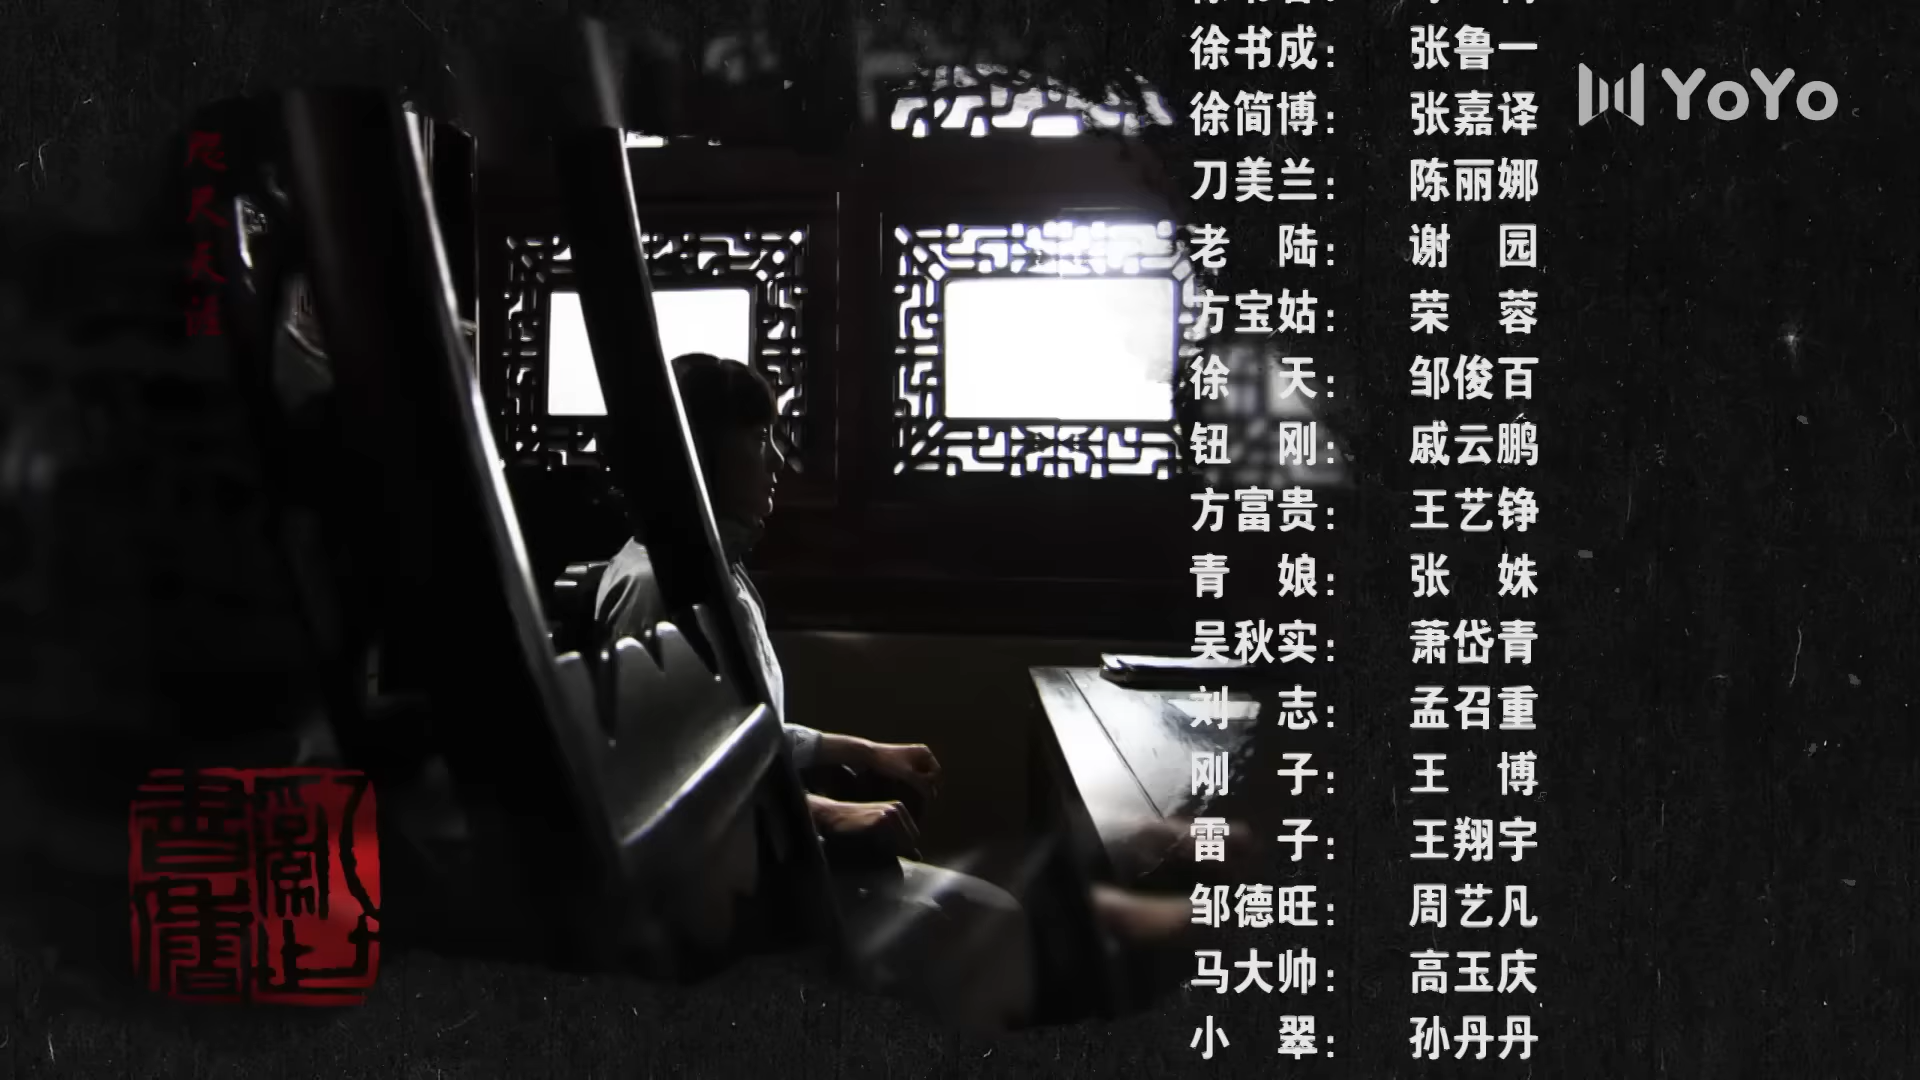 徐书成： 张鲁一
YoYo
徐简博： 张嘉译
刀美兰： 陈丽娜
老 陆： 谢 园
方宝姑： 荣 蓉
徐 天： 邹俊百
钮 刚： 戚云鹏
方富贵： 王艺铮
青 娘： 张 姝
吴秋实： 萧岱青
刘 志： 孟召重
刚 子： 王 博
雷 子： 王翔宇
邹德旺： 周艺凡
马大帅： 高玉庆
小 翠： 孙丹丹
咫尺天涯